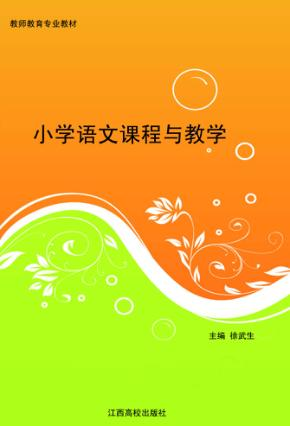 教师教育专业教材
小学语文课程与教学
主编 徐武生
江西高校出版社